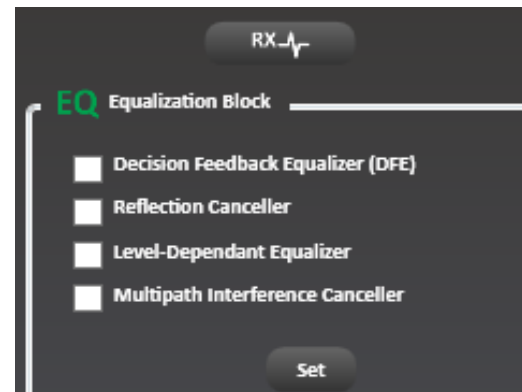 RX
EQ Equalization Block
Decision Feedback Equalizer (DFE)
Reflection Canceller
Level-Dependant Equalizer
Multipath Interference Canceller
Set